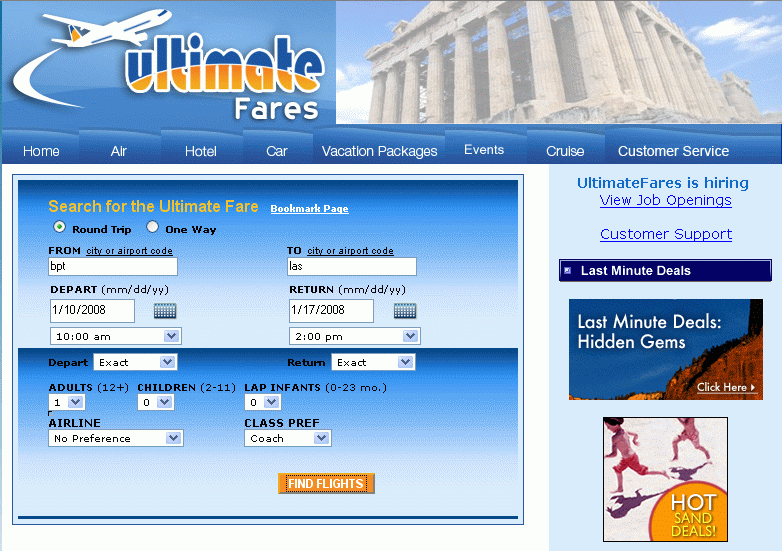 ultimate
Fares
Home Air Hotel Car Vacation Packages Events Cruise Customer Service
Search for the Ultimate Fare Bookmark Page
Round Trip One Way
FROM city or airport code TO city or airport code
bpt las
DEPART (mm/dd/yy) RETURN (mm/dd/yy)
1/10/2008 1/17/2008
10:00 am 2:00 pm
Depart Exact Return Exact
ADULTS (12+) CHILDREN (2-11) LAP INFANTS (0-23 mo.)
1 0 0
AIRLINE CLASS PREF
No Preference Coach
FIND FLIGHTS
UltimateFares is hiring
View Job Openings
Customer Support
Last Minute Deals
Last Minute Deals:
Hidden Gems
Click Here
HOT
SAND
DEALS!